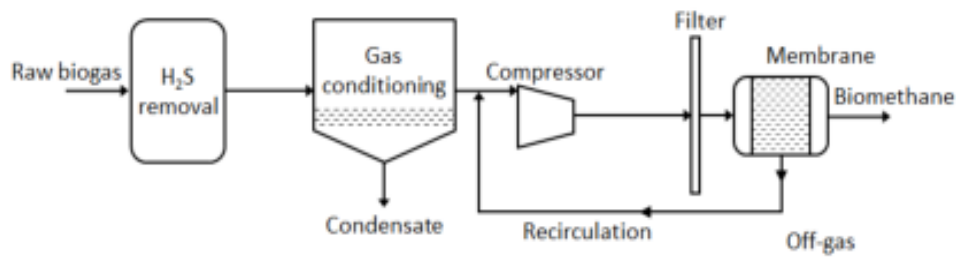 Filter
Raw biogas
H₂S
removal
Gas
conditioning
Compressor
Membrane
Biomethane
Condensate
Recirculation
Off-gas